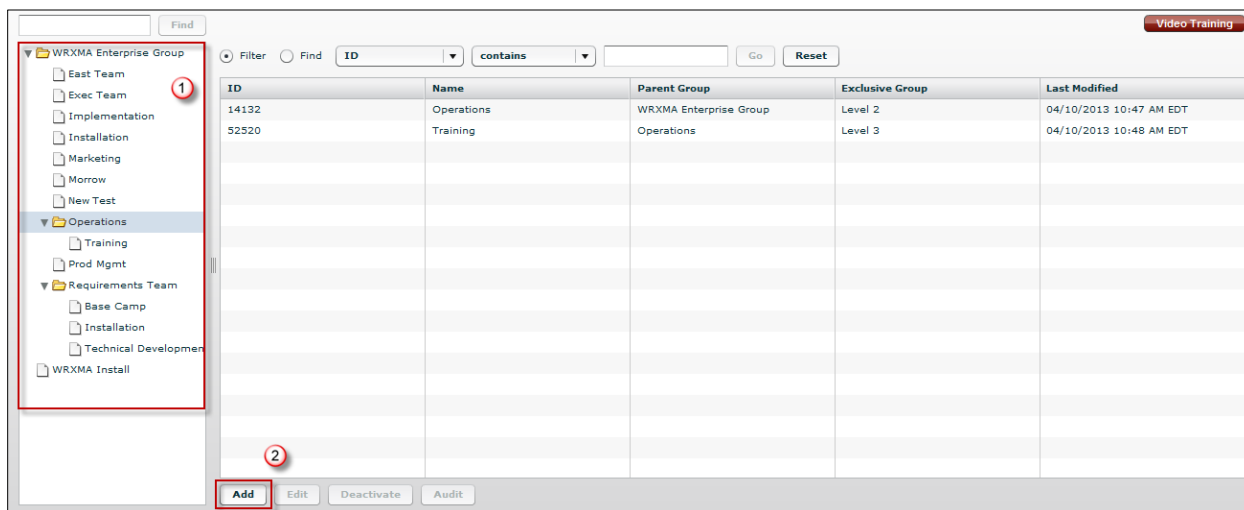 Find
Video Training
WRXMA Enterprise Group
East Team
Exec Team
Implementation
Installation
Marketing
Morrow
New Test
Operations
Training
Prod Mgmt
Requirements Team
Base Camp
Installation
Technical Developmen
WRXMA Install
1
Filter Find ID contains Go Reset
ID Name Parent Group Exclusive Group Last Modified
14132 Operations WRXMA Enterprise Group Level 2 04/10/2013 10:47 AM EDT
52520 Training Operations Level 3 04/10/2013 10:48 AM EDT
2
Add Edit Deactivate Audit